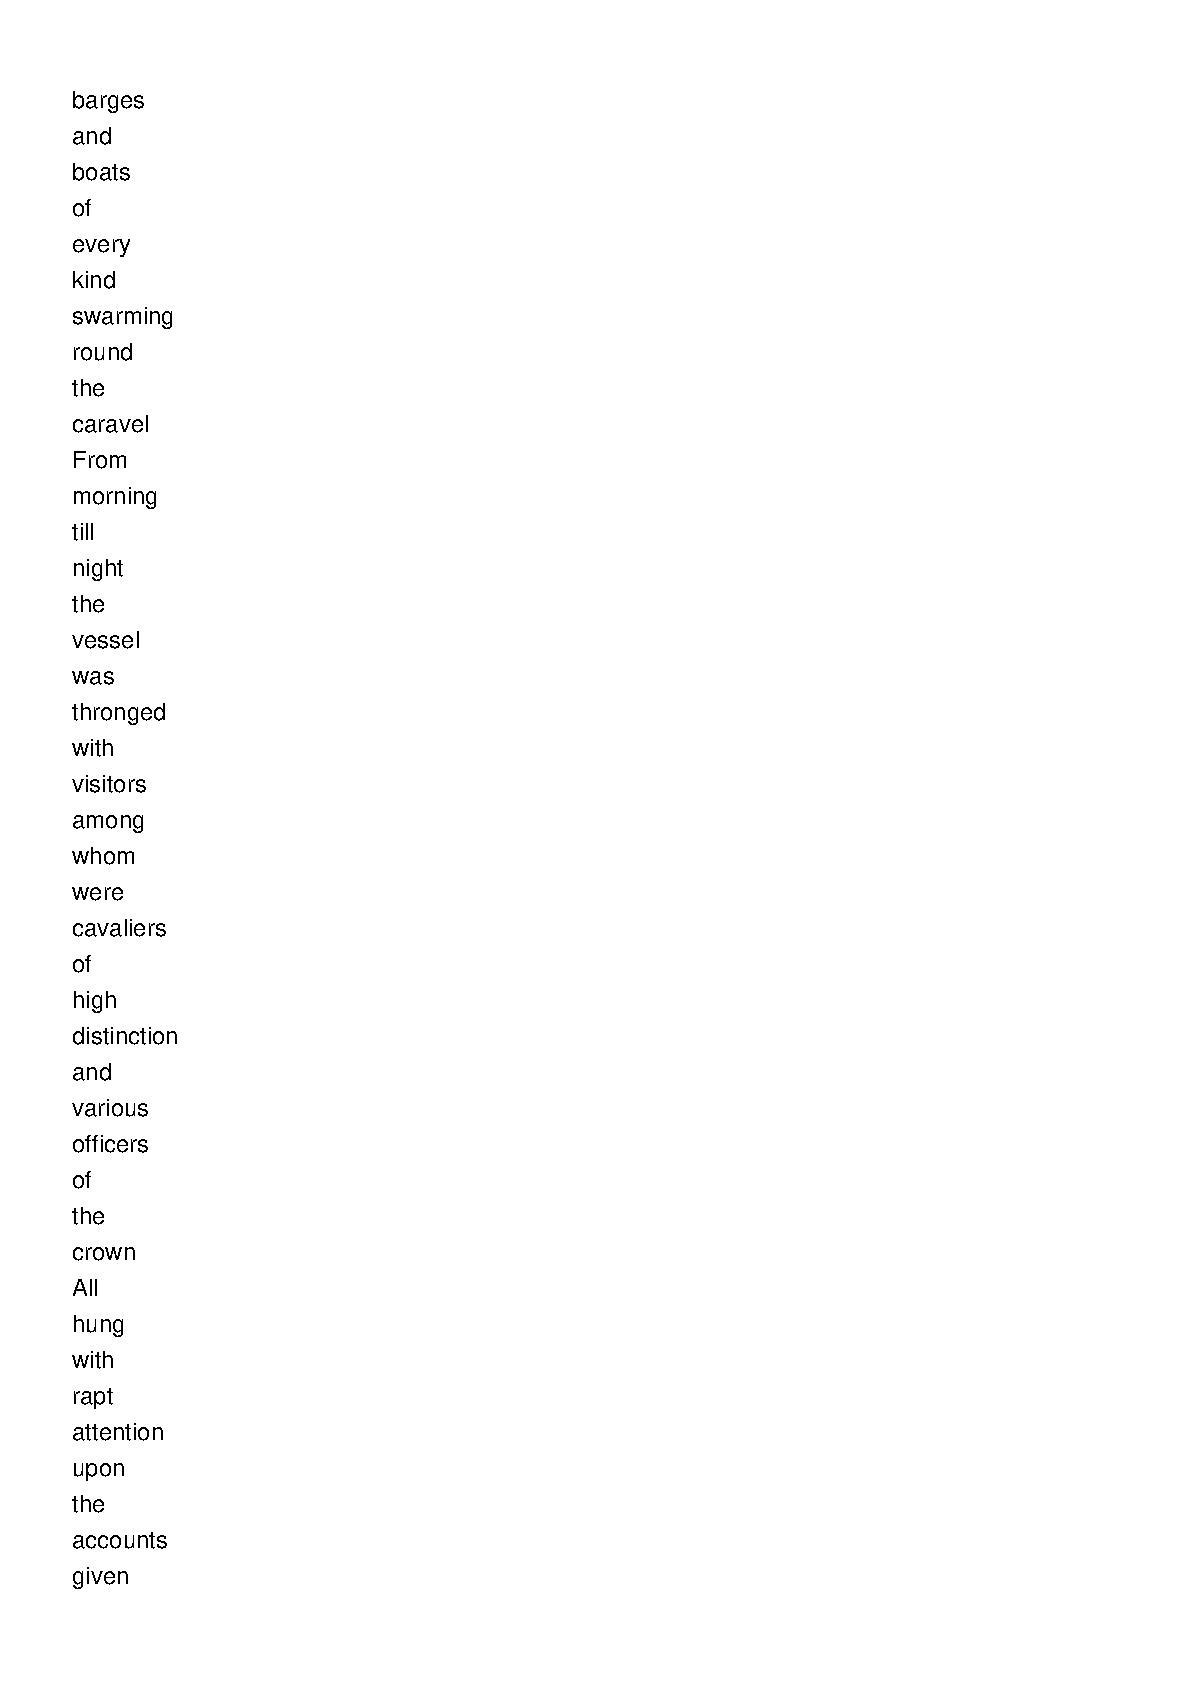 barges
and
boats
of
every
kind
swarming
round
the
caravel
From
morning
till
night
the
vessel
was
thronged
with
visitors
among
whom
were
cavaliers
of
high
distinction
and
various
officers
of
the
crown
All
hung
with
rapt
attention
upon
the
accounts
given